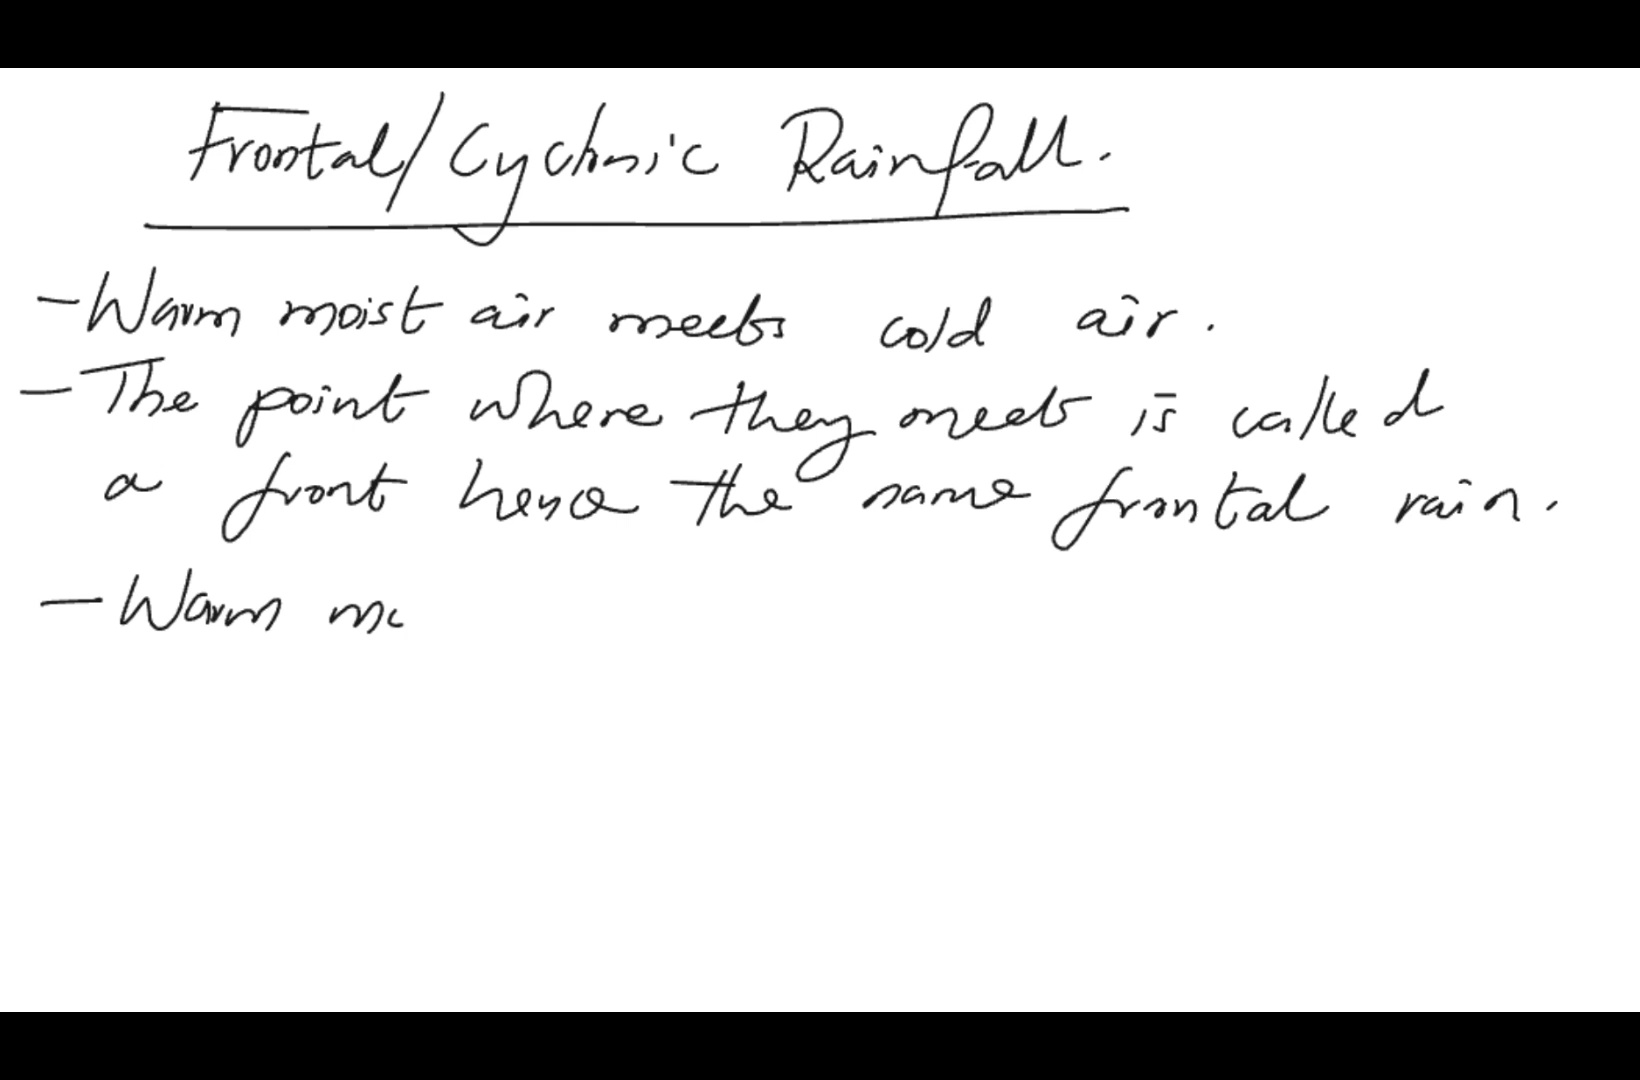 Frontal/Cyclonic Rainfall.
- Warm moist air meets cold air.
- The point where they meet is called
a front hence the name frontal rain.
- Warm mo